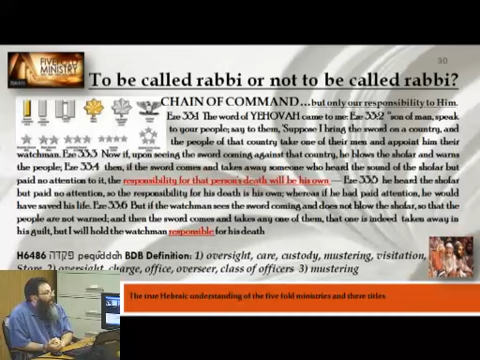 FIVEFOLD
MINISTRY
30
To be called rabbi or not to be called rabbi?
CHAIN OF COMMAND…but only our responsibility to Him.
Eze 33:1 The word of YEHOVAH came to me: Eze 33:2 "son of man, speak
to your people; say to them, 'Suppose I bring the sword on a country, and
the people of that country take one of their men and appoint him their
watchman. Eze 33:3 Now if, upon seeing the sword coming against that country, he blows the shofar and warns
the people; Eze 33:4 then, if the sword comes and takes away someone who heard the sound of the shofar but
paid no attention to it, the responsibility for that person's death will be his own
he heard the shofar
but paid no attention, so responsibility for his death is his own; whereas if he had paid attention, he would
have saved his life. Eze 33:6 But if the watchman sees the sword coming and does not blow the shofar, so that the
people are not warned; and then the sword comes and takes any one of them, that one is indeed taken away in
his guilt, but I will hold the watchman responsible for his death
H6486 פקדה pequddah BDB Definition: 1) oversight, care, custody, mustering, visitation,
2) oversight, charge, office, overseer, class of officers 3) mustering
The true Hebraic understanding of the five fold ministries and there titles